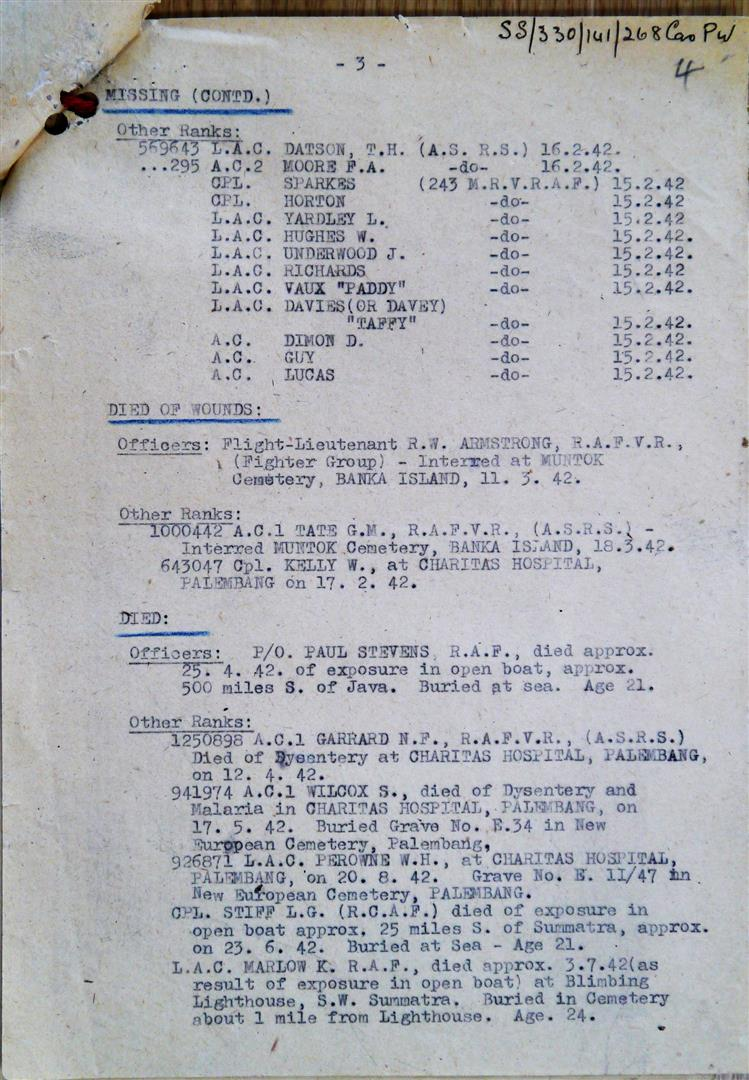 SS/330/141/268 Cas PW
4
- 3 -
MISSING (CONTD.)
Other Ranks:
569643 L.A.C. DATSON, T.H. (A.S. R.S.) 16.2.42.
...295 A.C.2 MOORE F.A. -do- 16.2.42.
CPL. SPARKES (243 M.R.V.R.A.F.) 15.2.42
CPL. HORTON -do- 15.2.42
L.A.C. YARDLEY L. -do- 15.2.42
L.A.C. HUGHES W. -do- 15.2.42.
L.A.C. UNDERWOOD J. -do- 15.2.42.
L.A.C. RICHARDS -do- 15.2.42
L.A.C. VAUX "PADDY" -do- 15.2.42.
L.A.C. DAVIES(OR DAVEY)
"TAFFY" -do- 15.2.42.
A.C. DIMON D. -do- 15.2.42.
A.C. GUY -do- 15.2.42.
A.C. LUCAS -do- 15.2.42.
DIED OF WOUNDS:
Officers: Flight-Lieutenant R.W. ARMSTRONG, R.A.F.V.R.,
(Fighter Group) - Interred at MUNTOK
Cemetery, BANKA ISLAND, 11. 3. 42.
Other Ranks:
1000442 A.C.1 TATE G.M., R.A.F.V.R., (A.S.R.S.) -
Interred MUNTOK Cemetery, BANKA ISLAND, 18.3.42.
643047 Cpl. KELLY W., at CHARITAS HOSPITAL,
PALEMBANG on 17. 2. 42.
DIED:
Officers: P/O. PAUL STEVENS R.A.F., died approx.
25. 4. 42. of exposure in open boat, approx.
500 miles S. of Java. Buried at sea. Age 21.
Other Ranks:
1250898 A.C.1 GARRARD N.F., R.A.F.V.R., (A.S.R.S.)
Died of Dysentery at CHARITAS HOSPITAL, PALEMBANG,
on 12. 4. 42.
941974 A.C.1 WILCOX S., died of Dysentery and
Malaria in CHARITAS HOSPITAL, PALEMBANG, on
17. 5. 42. Buried Grave No. E.34 in New
European Cemetery, Palembang,
926871 L.A.C. PEROWNE W.H., at CHARITAS HOSPITAL,
PALEMBANG, on 20. 8. 42. Grave No. E. 11/47 in
New European Cemetery, PALEMBANG.
CPL. STIFF L.G. (R.C.A.F.) died of exposure in
open boat approx. 25 miles S. of Summatra, approx.
on 23. 6. 42. Buried at Sea - Age 21.
L.A.C. MARLOW K. R.A.F., died approx. 3.7.42(as
result of exposure in open boat) at Blimbing
Lighthouse, S.W. Summatra. Buried in Cemetery
about 1 mile from Lighthouse. Age. 24.